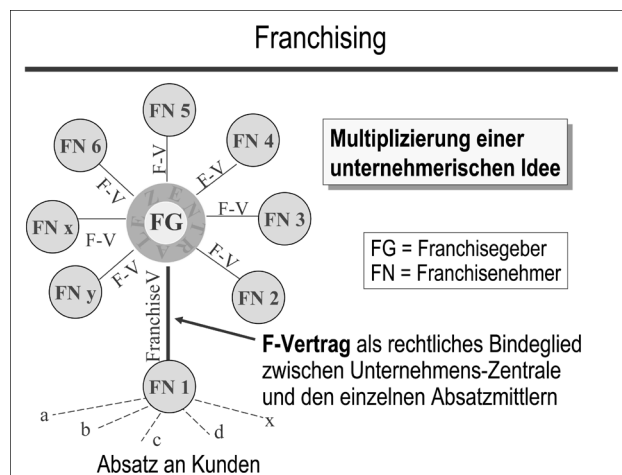 Franchising
FN 5
FN 6
FN 4
F-V
F-V
F-V
Multiplizierung einer
unternehmerischen Idee
FN x
F-V
ZENTRALE
FG
F-V
FN 3
FG = Franchisegeber
FN = Franchisenehmer
FN y
F-V
F-V
FN 2
FranchiseV
F-Vertrag als rechtliches Bindeglied
zwischen Unternehmens-Zentrale
und den einzelnen Absatzmittlern
FN 1
a
b
c
d
x
Absatz an Kunden